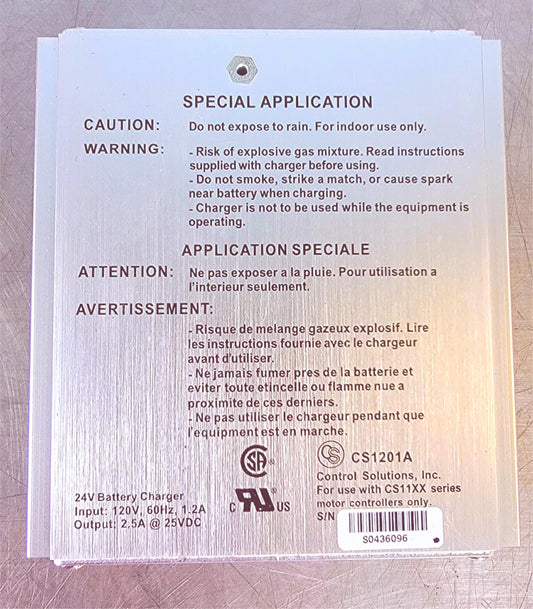 SPECIAL APPLICATION
CAUTION: Do not expose to rain. For indoor use only.
WARNING: - Risk of explosive gas mixture. Read instructions
supplied with charger before using.
- Do not smoke, strike a match, or cause spark
near battery when charging.
- Charger is not to be used while the equipment is
operating.
APPLICATION SPECIALE
ATTENTION: Ne pas exposer a la pluie. Pour utilisation a
l'interieur seulement.
AVERTISSEMENT:
- Risque de melange gazeux explosif. Lire
les instructions fournie avec le chargeur
avant d'utiliser.
- Ne jamais fumer pres de la batterie et
eviter toute etincelle ou flamme nue a
proximite de ces derniers.
- Ne pas utiliser le chargeur pendant que
l'equipment est en marche.
24V Battery Charger
Input: 120V, 60Hz, 1.2A
Output: 2.5A @ 25VDC
SA
C RU US
CS CS1201A
Control Solutions, Inc.
For use with CS11XX series
motor controllers only.
S/N
S0436096